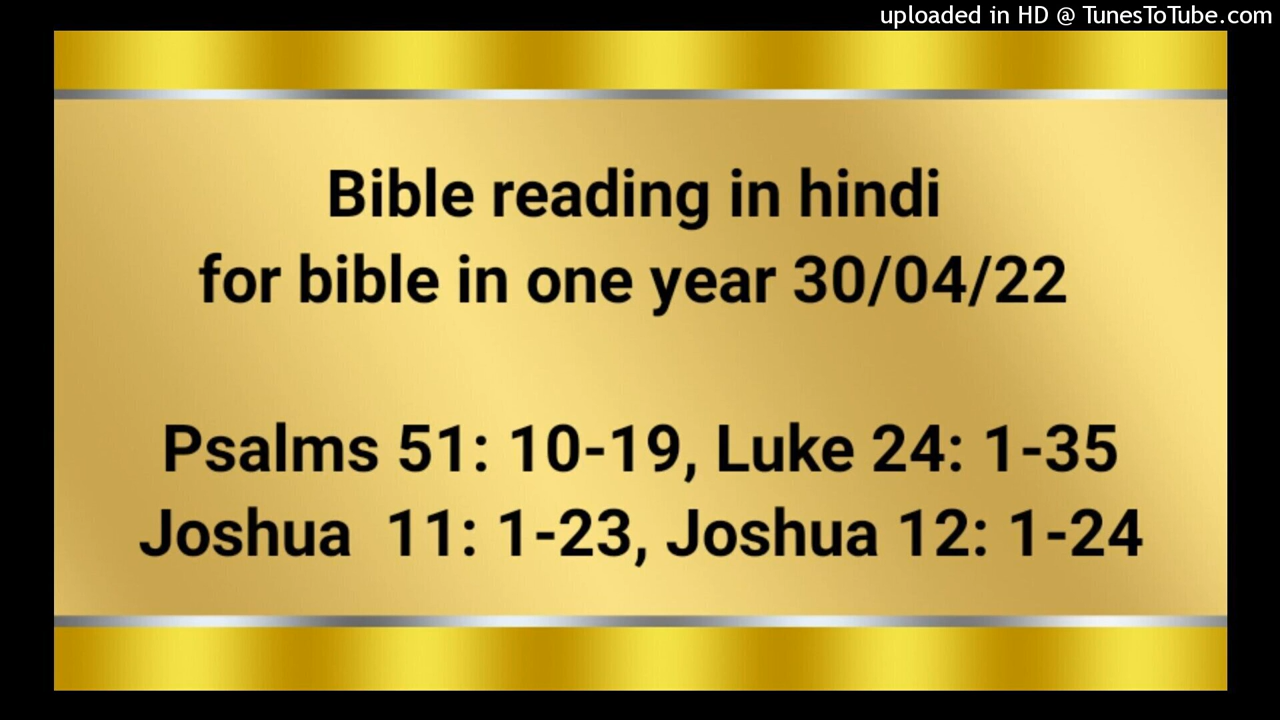 uploaded in HD @ TunesToTube.com
Bible reading in hindi
for bible in one year 30/04/22
Psalms 51: 10-19, Luke 24: 1-35
Joshua  11: 1-23, Joshua 12: 1-24